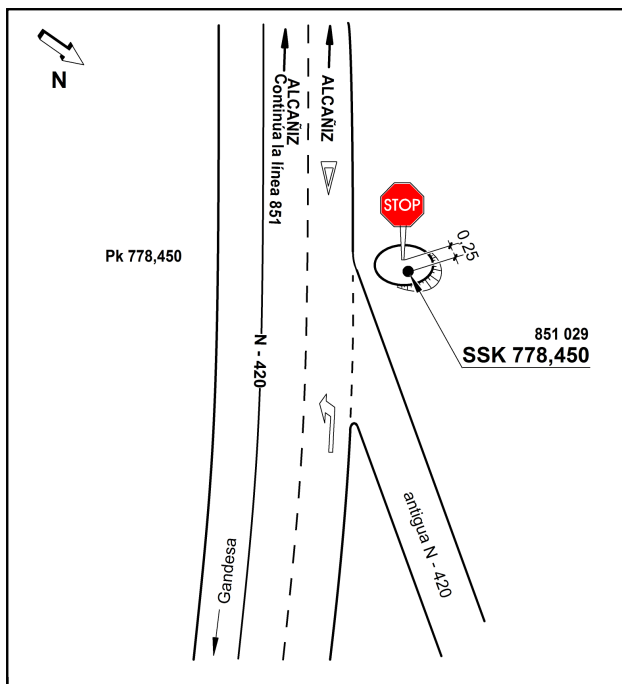 N
ALCAÑIZ
Continúa la línea 851
ALCAÑIZ
STOP
0,25
Pk 778,450
851 029
SSK 778,450
N - 420
antigua N - 420
Gandesa